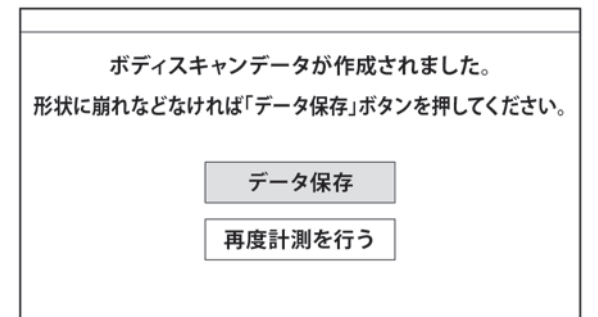 ボディスキャンデータが作成されました。
形状に崩れなどなければ「データ保存」ボタンを押してください。
データ保存
再度計測を行う